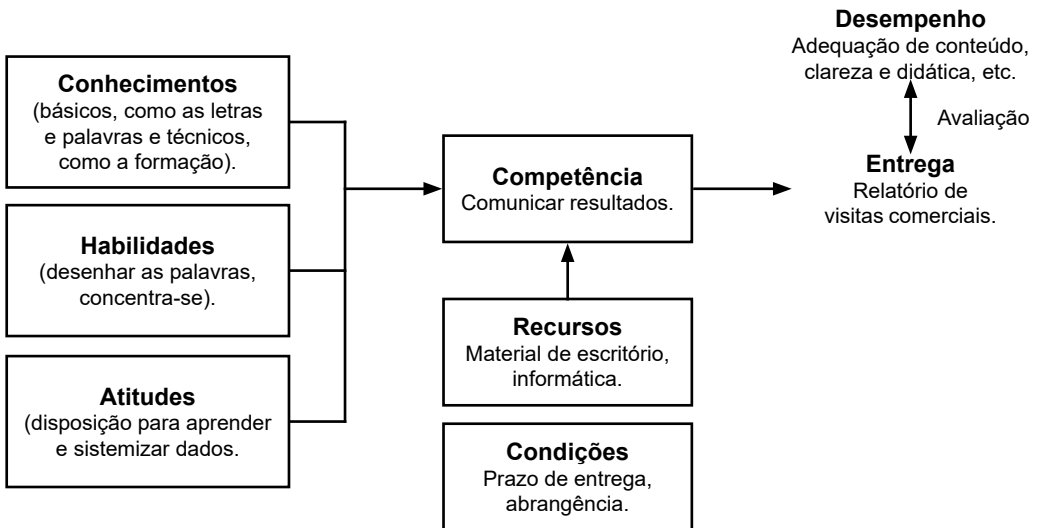 Conhecimentos
(básicos, como as letras
e palavras e técnicos,
como a formação).
Habilidades
(desenhar as palavras,
concentra-se).
Atitudes
(disposição para aprender
e sistemizar dados.
Competência
Comunicar resultados.
Recursos
Material de escritório,
informática.
Condições
Prazo de entrega,
abrangência.
Desempenho
Adequação de conteúdo,
clareza e didática, etc.
Avaliação
Entrega
Relatório de
visitas comerciais.